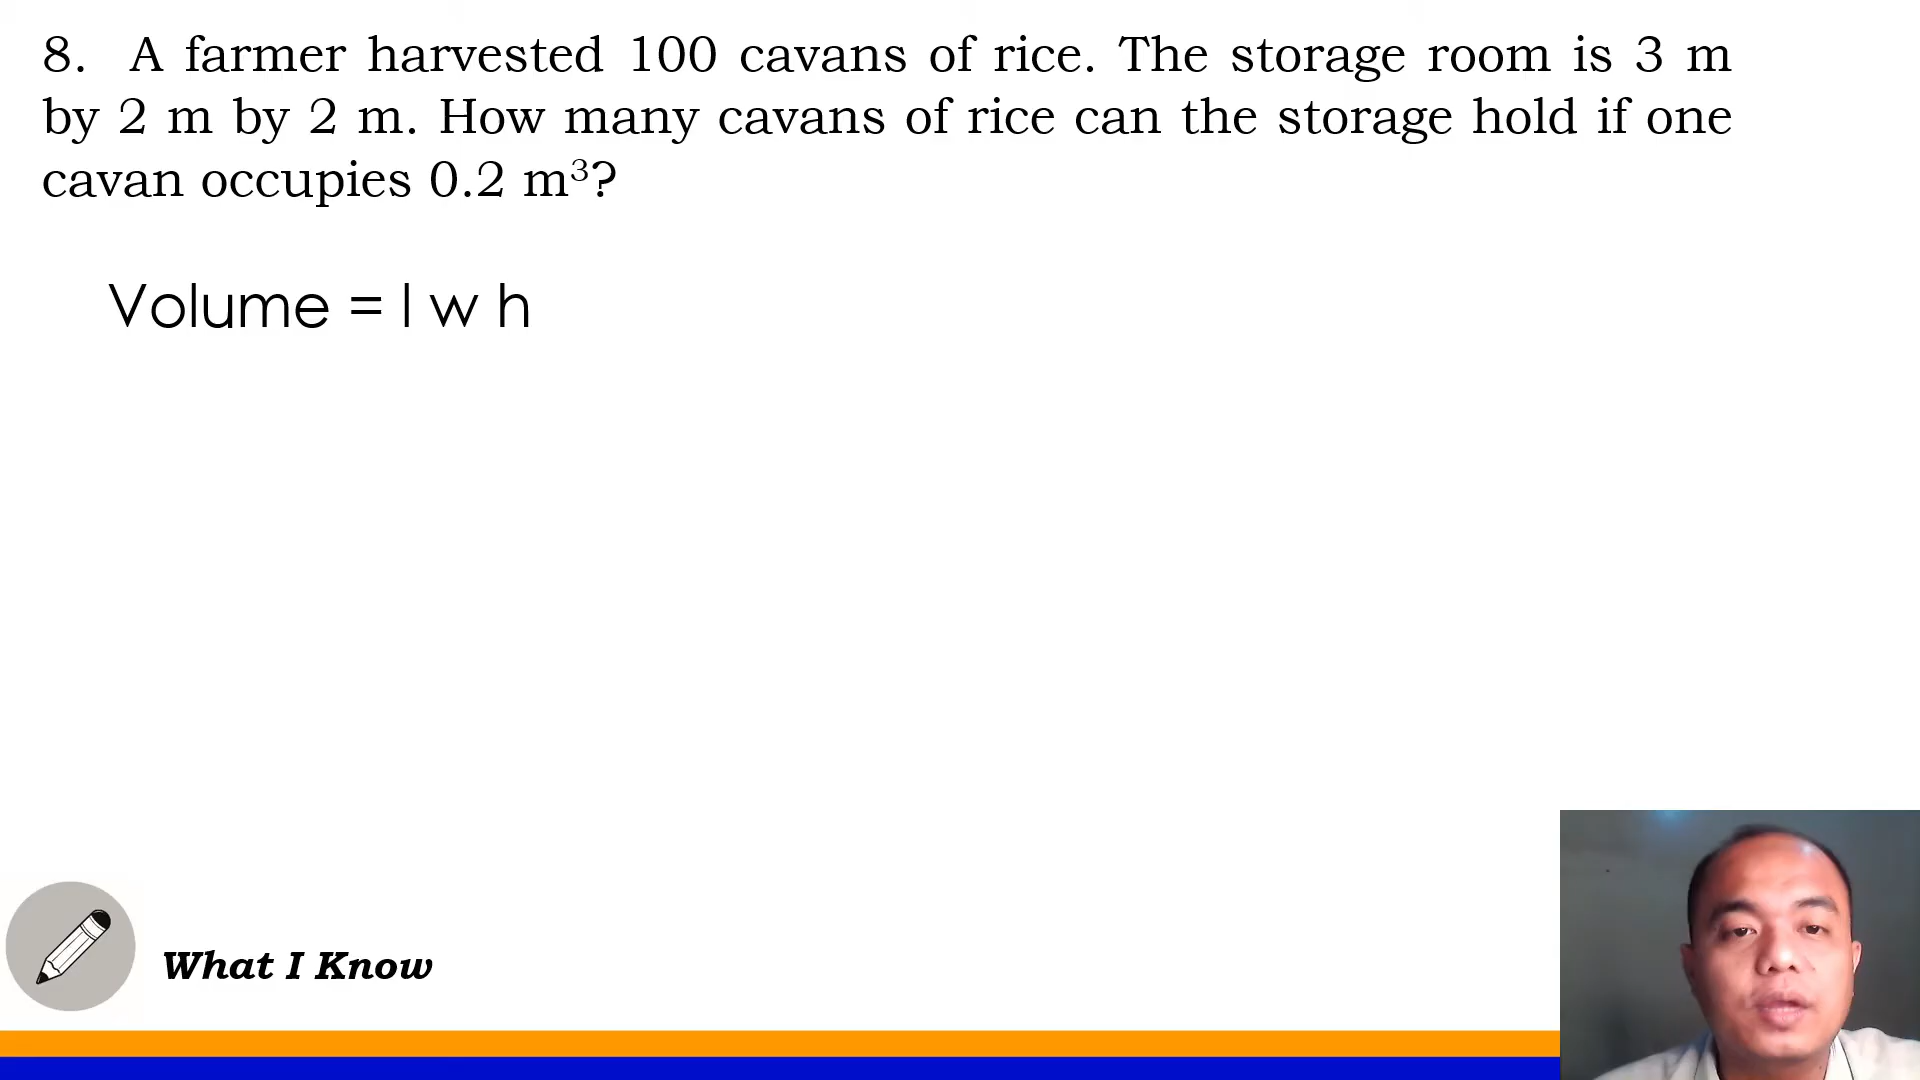 8. A farmer harvested 100 cavans of rice. The storage room is 3 m
by 2 m by 2 m. How many cavans of rice can the storage hold if one
cavan occupies 0.2 m³?
Volume = l w h
What I Know